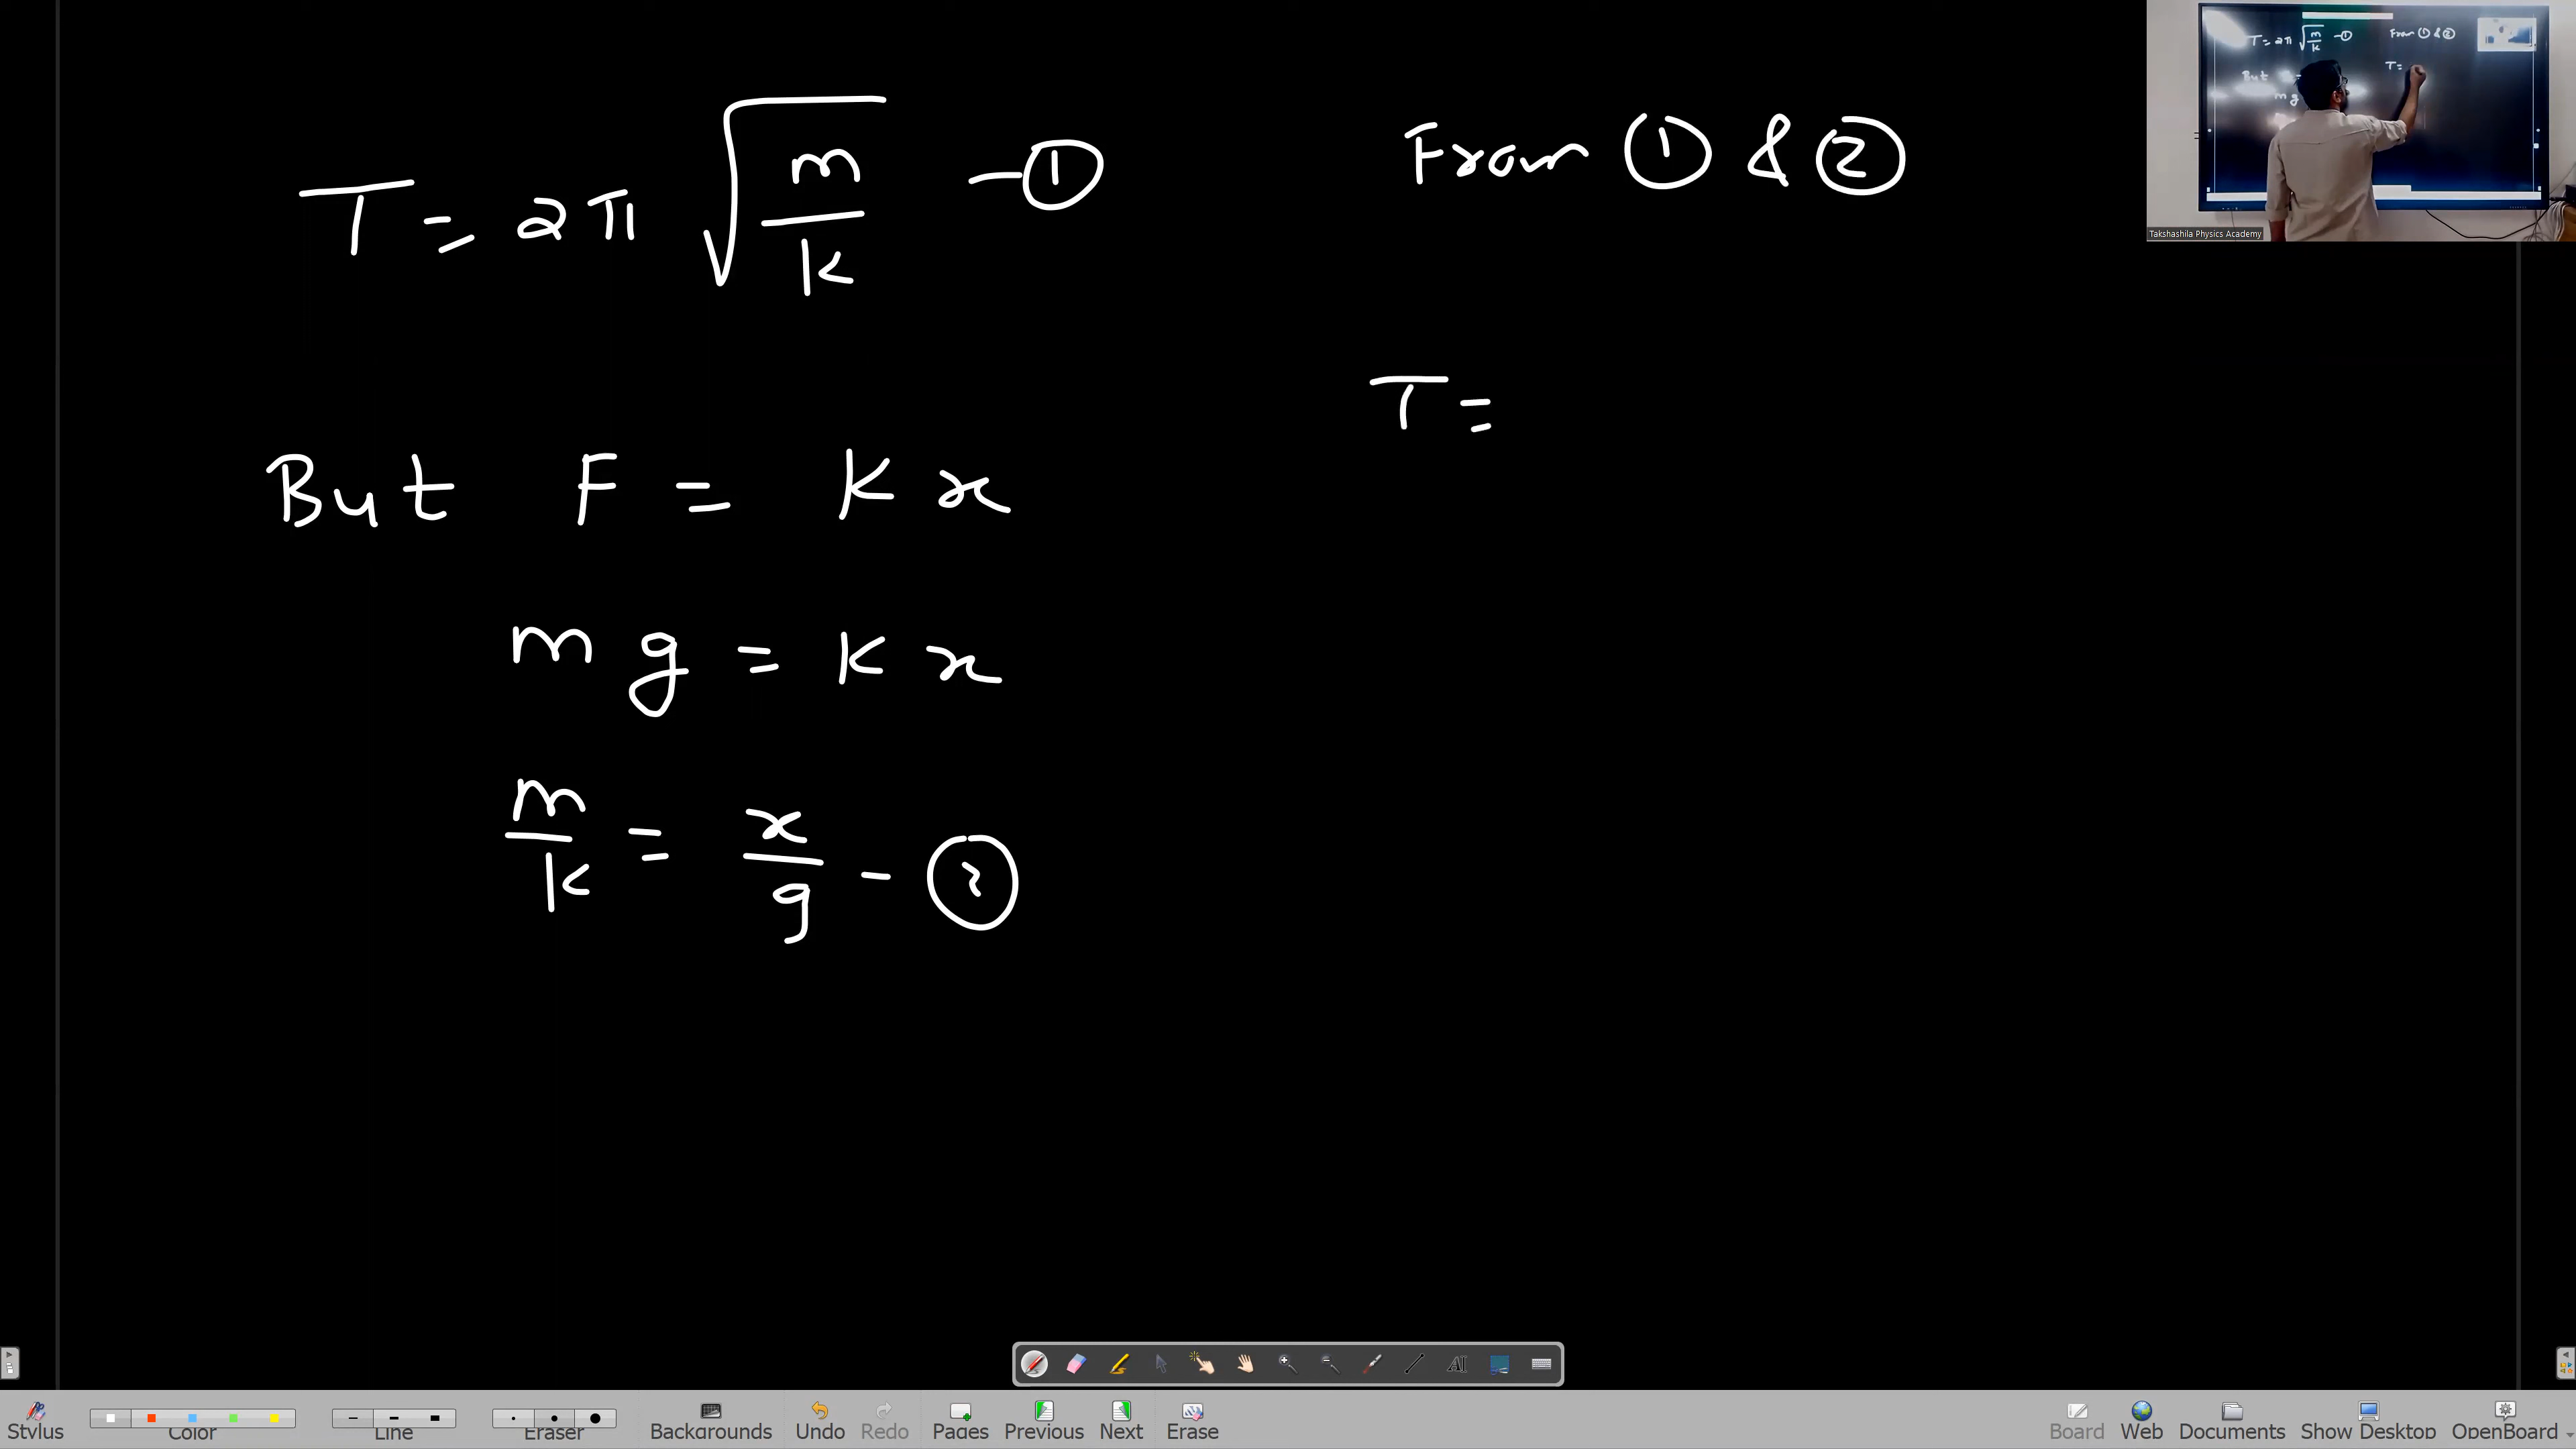 T = 2π √(m/k) — ①
But F = Kx
mg = kx
m/k = x/g - ②
From ① & ②
T =
Takshashila Physics Academy
Stylus Color Line Eraser Backgrounds Undo Redo Pages Previous Next Erase Board Web Documents Show Desktop OpenBoard